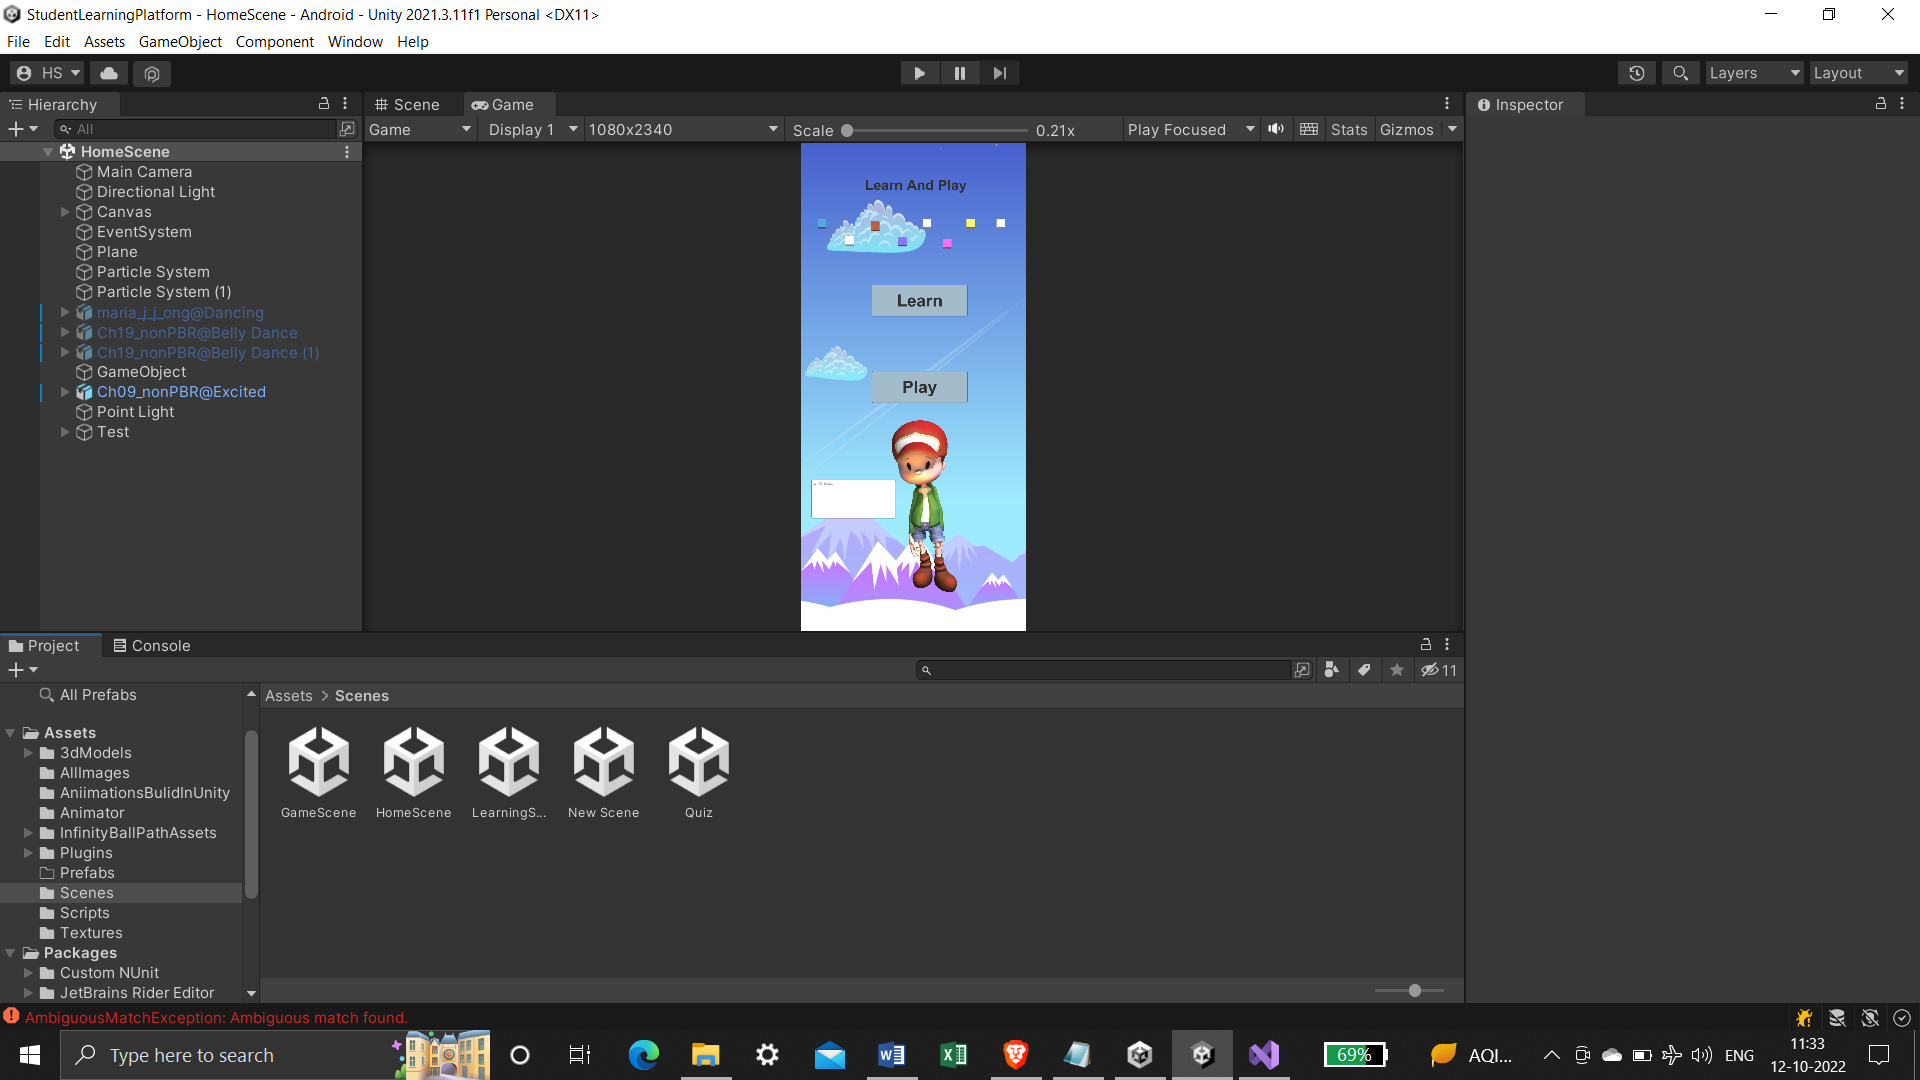 StudentLearningPlatform - HomeScene - Android - Unity 2021.3.11f1 Personal <DX11>
File Edit Assets GameObject Component Window Help
HS Layers Layout
Hierarchy
All
HomeScene
Main Camera
Directional Light
Canvas
EventSystem
Plane
Particle System
Particle System (1)
maria_j_j_ong@Dancing
Ch19_nonPBR@Belly Dance
Ch19_nonPBR@Belly Dance (1)
GameObject
Ch09_nonPBR@Excited
Point Light
Test
Scene Game
Game Display 1 1080x2340 Scale 0.21x Play Focused Stats Gizmos
Learn And Play
Learn
Play
Inspector
Project Console
11
All Prefabs
Assets
3dModels
AllImages
AniimationsBulidInUnity
Animator
InfinityBallPathAssets
Plugins
Prefabs
Scenes
Scripts
Textures
Packages
Custom NUnit
JetBrains Rider Editor
Assets > Scenes
GameScene HomeScene LearningS... New Scene Quiz
AmbiguousMatchException: Ambiguous match found.
Type here to search
69%
AQI...
ENG
11:33
12-10-2022